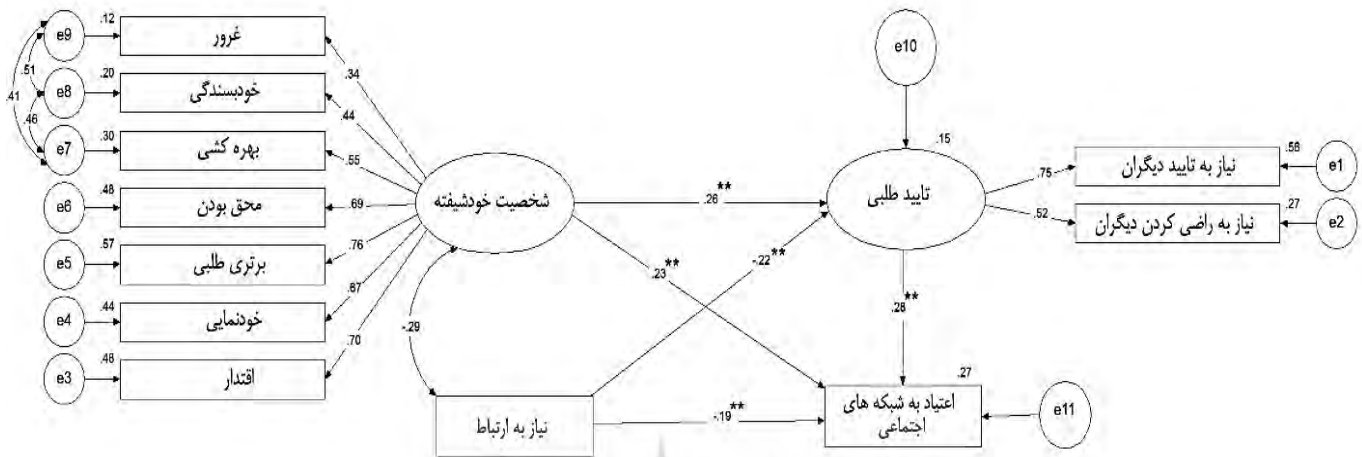 e9
.12
غرور
.34
.51
.41
e8
.20
خودبسندگی
.44
.46
e7
.30
بهره کشی
.55
e6
.48
محق بودن
.69
e5
.57
برتری طلبی
.76
e4
.44
خودنمایی
.67
e3
.48
اقتدار
.70
شخصیت خودشیفته
-.29
نیاز به ارتباط
.26**
-.22**
.23**
-.19**
e10
.15
تایید طلبی
.28**
.75
.52
.56
نیاز به تایید دیگران
e1
.27
نیاز به راضی کردن دیگران
e2
.27
اعتیاد به شبکه های
اجتماعی
e11